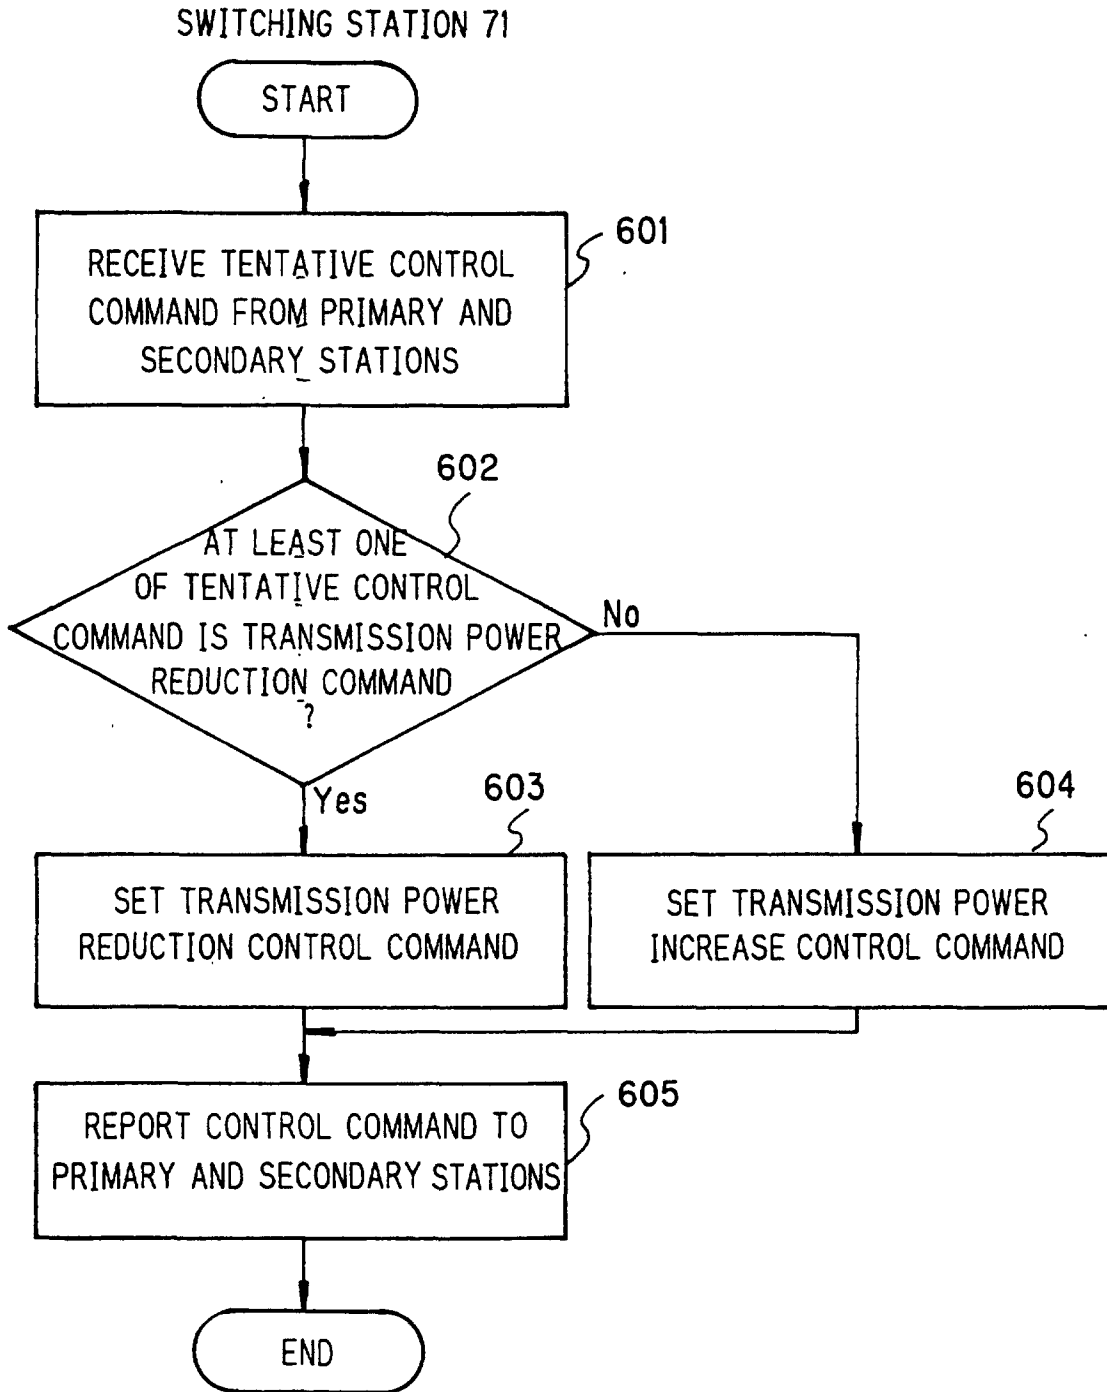 SWITCHING STATION 71
START
601
RECEIVE TENTATIVE CONTROL
COMMAND FROM PRIMARY AND
SECONDARY STATIONS
602
AT LEAST ONE
OF TENTATIVE CONTROL
COMMAND IS TRANSMISSION POWER
REDUCTION COMMAND
?
No
Yes
603
SET TRANSMISSION POWER
REDUCTION CONTROL COMMAND
604
SET TRANSMISSION POWER
INCREASE CONTROL COMMAND
605
REPORT CONTROL COMMAND TO
PRIMARY AND SECONDARY STATIONS
END